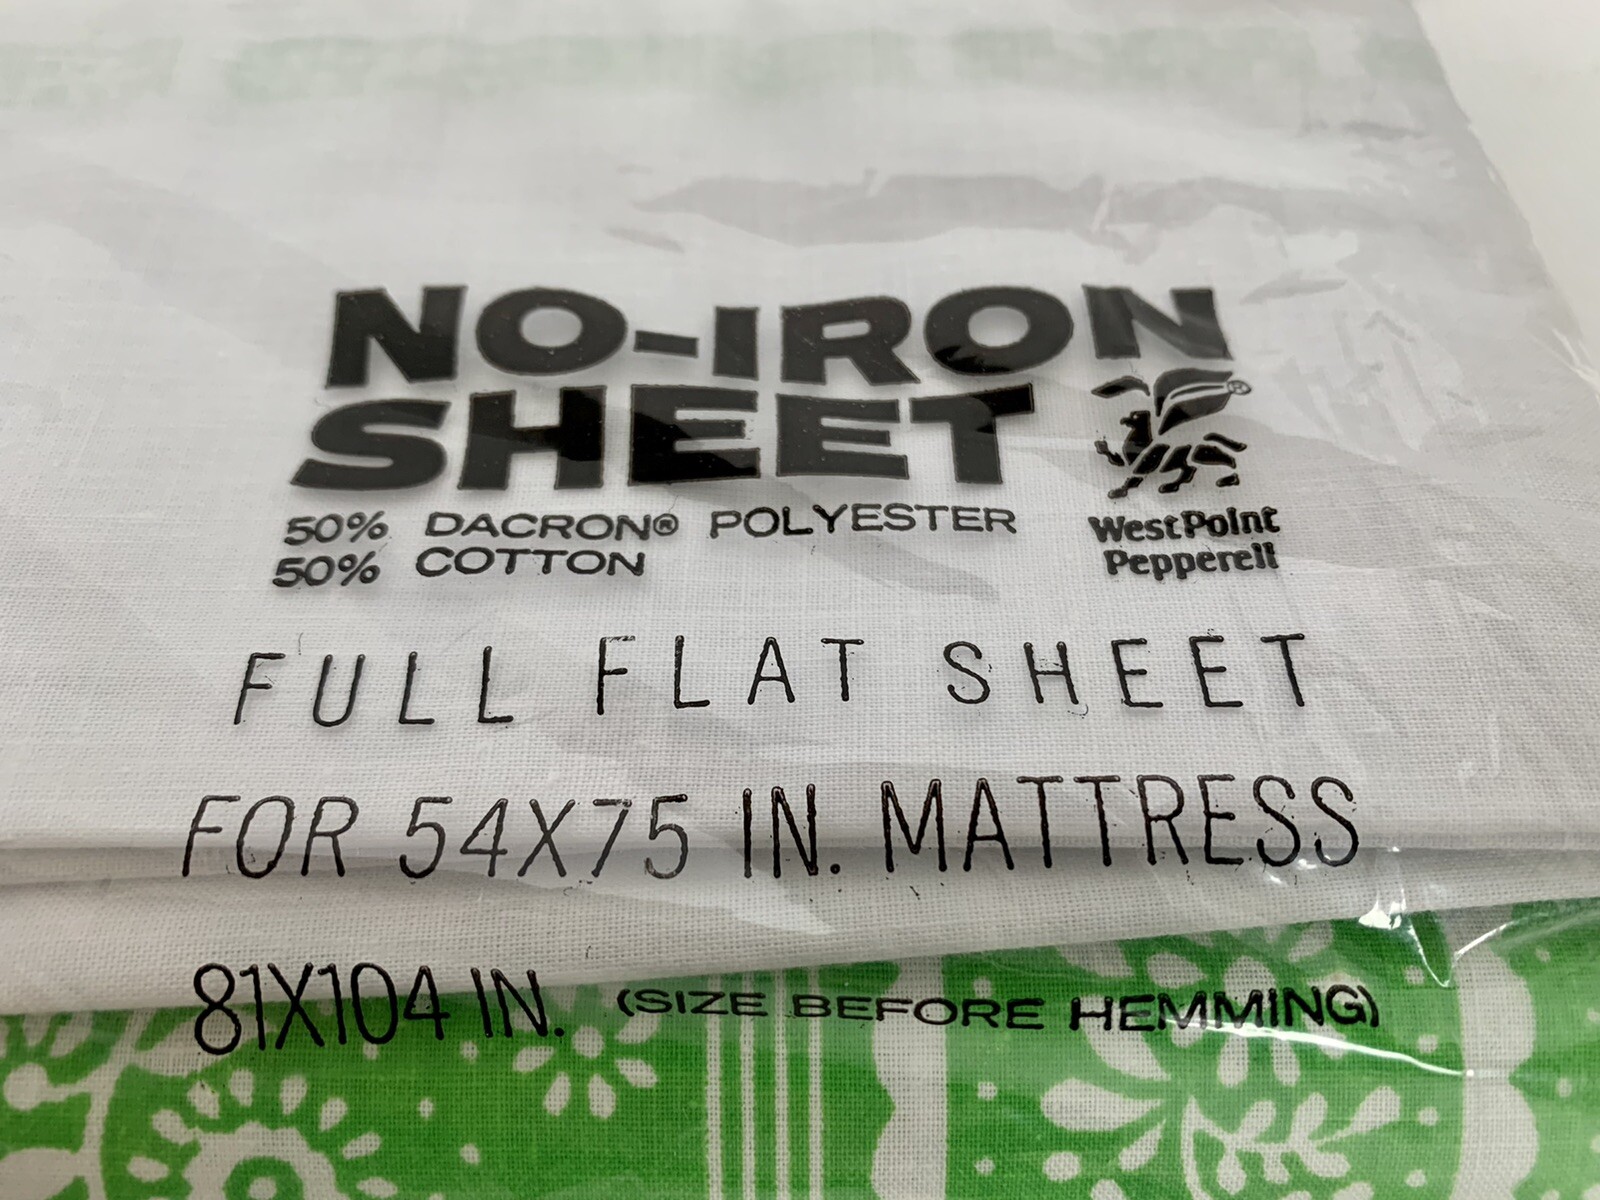 NO-IRON
SHEET
50% DACRON® POLYESTER
50% COTTON
WestPoint
Pepperell
FULL FLAT SHEET
FOR 54X75 IN. MATTRESS
81X104 IN. (SIZE BEFORE HEMMING)